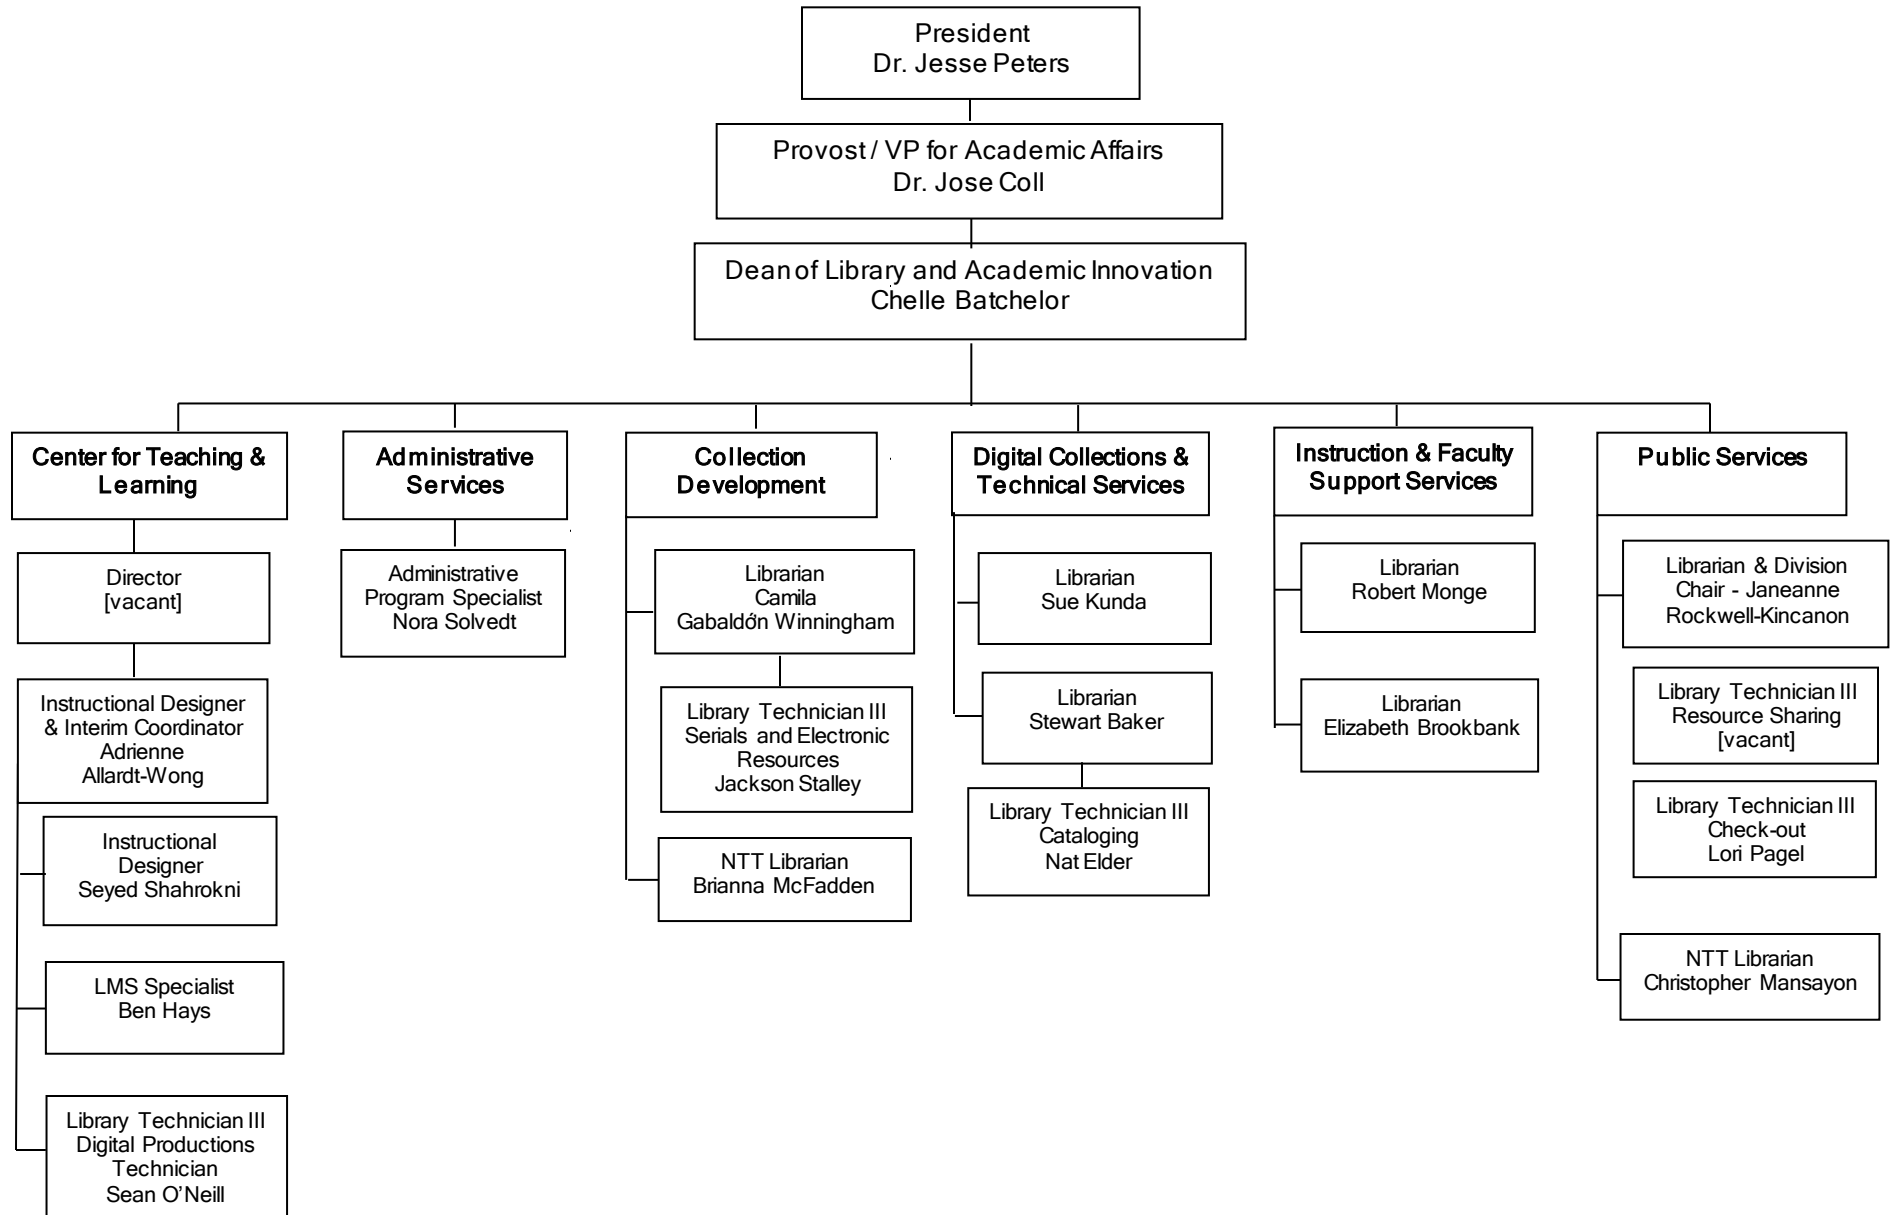 President
Dr. Jesse Peters
Provost / VP for Academic Affairs
Dr. Jose Coll
Dean of Library and Academic Innovation
Chelle Batchelor
Center for Teaching &
Learning
Director
[vacant]
Instructional Designer
& Interim Coordinator
Adrienne
Allardt-Wong
Instructional
Designer
Seyed Shahrokni
LMS Specialist
Ben Hays
Library Technician III
Digital Productions
Technician
Sean O'Neill
Administrative
Services
Administrative
Program Specialist
Nora Solvedt
Collection
Development
Librarian
Camila
Gabaldón Winningham
Library Technician III
Serials and Electronic
Resources
Jackson Stalley
NTT Librarian
Brianna McFadden
Digital Collections &
Technical Services
Librarian
Sue Kunda
Librarian
Stewart Baker
Library Technician III
Cataloging
Nat Elder
Instruction & Faculty
Support Services
Librarian
Robert Monge
Librarian
Elizabeth Brookbank
Public Services
Librarian & Division
Chair - Janeanne
Rockwell-Kincanon
Library Technician III
Resource Sharing
[vacant]
Library Technician III
Check-out
Lori Pagel
NTT Librarian
Christopher Mansayon